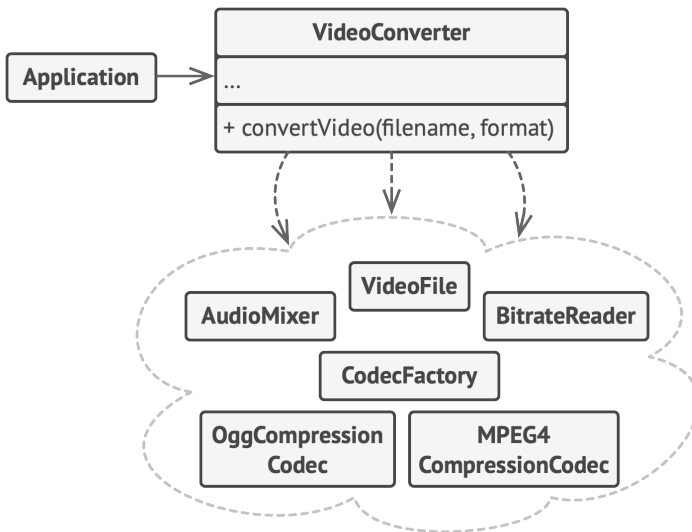 VideoConverter
Application
...
+ convertVideo(filename, format)
VideoFile
AudioMixer
BitrateReader
CodecFactory
OggCompression
Codec
MPEG4
CompressionCodec